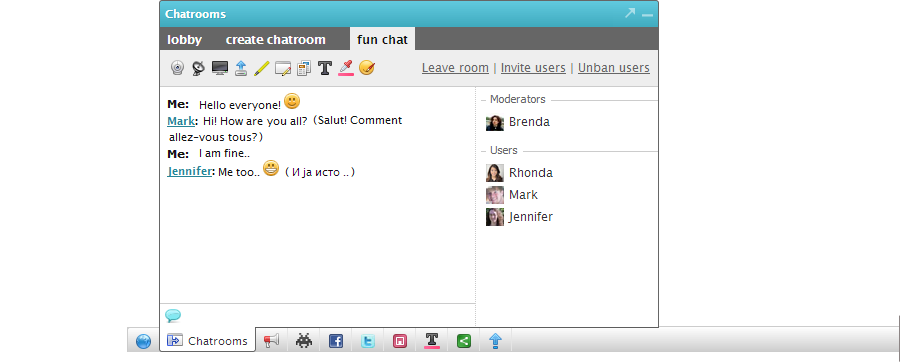 Chatrooms
lobby create chatroom fun chat
Leave room | Invite users | Unban users
Me: Hello everyone!
Mark: Hi! How are you all? (Salut! Comment
allez-vous tous?)
Me: I am fine..
Jennifer: Me too.. ( И ја исто .. )
Moderators
Brenda
Users
Rhonda
Mark
Jennifer
Chatrooms